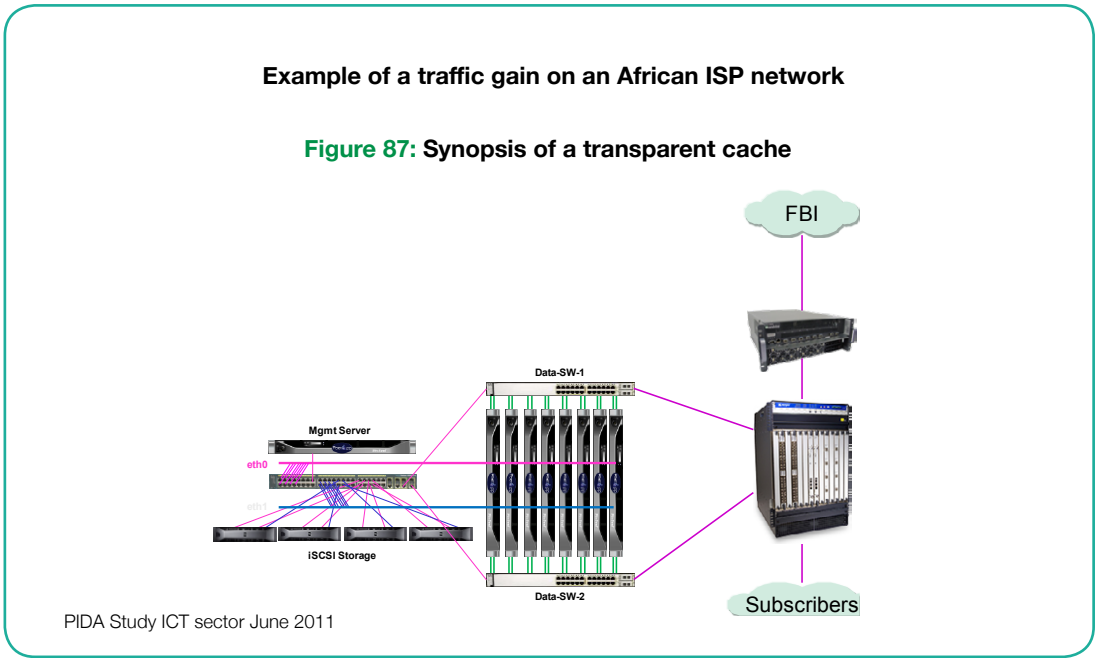 Example of a traffic gain on an African ISP network
Figure 87: Synopsis of a transparent cache
FBI
Data-SW-1
Mgmt Server
eth0
eth1
iSCSI Storage
Data-SW-2
Subscribers
PIDA Study ICT sector June 2011